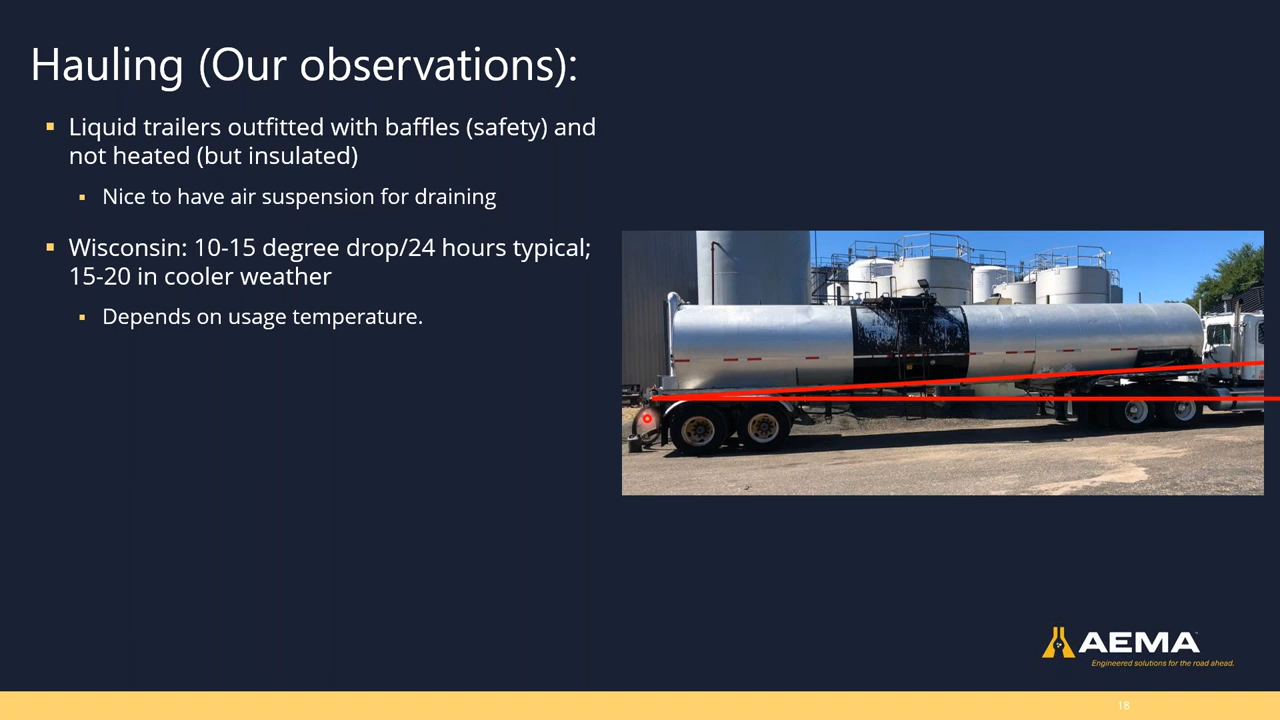 Hauling (Our observations):
Liquid trailers outfitted with baffles (safety) and
not heated (but insulated)
Nice to have air suspension for draining
Wisconsin: 10-15 degree drop/24 hours typical;
15-20 in cooler weather
Depends on usage temperature.
AEMA
Engineered solutions for the road ahead.
18